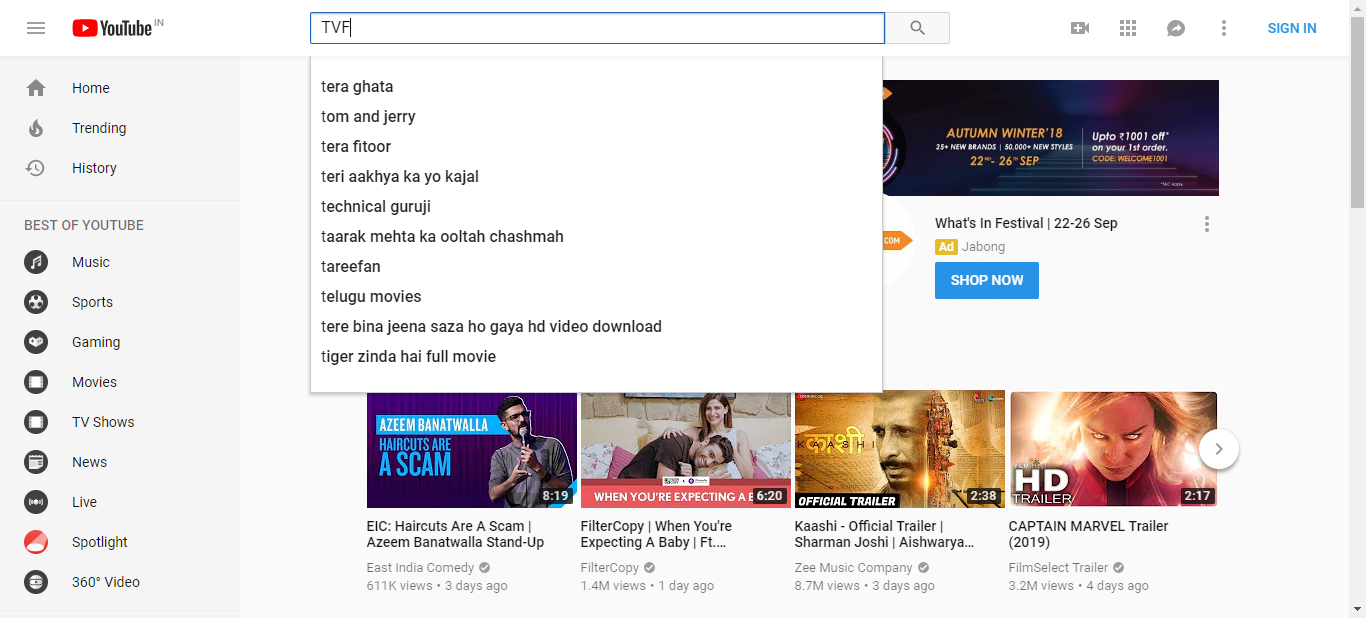 YouTube IN
TVF
SIGN IN
Home
Trending
History
BEST OF YOUTUBE
Music
Sports
Gaming
Movies
TV Shows
News
Live
Spotlight
360° Video
tera ghata
tom and jerry
tera fitoor
teri aakhya ka yo kajal
technical guruji
taarak mehta ka ooltah chashmah
tareefan
telugu movies
tere bina jeena saza ho gaya hd video download
tiger zinda hai full movie
AUTUMN WINTER'18
25+ NEW BRANDS | 50,000+ NEW STYLES
22ND- 26TH SEP
Upto ₹1001 off*
on your 1st order.
CODE: WELCOME1001
*T&C Apply
.COM
What's In Festival | 22-26 Sep
Ad Jabong
SHOP NOW
AZEEM BANATWALLA
HAIRCUTS ARE
A SCAM
8:19
EIC: Haircuts Are A Scam |
Azeem Banatwalla Stand-Up
East India Comedy
611K views • 3 days ago
WHEN YOU'RE EXPECTING A B
6:20
FilterCopy | When You're
Expecting A Baby | Ft....
FilterCopy
1.4M views • 1 day ago
काशी
KAASHI
OFFICIAL TRAILER
2:38
Kaashi - Official Trailer |
Sharman Joshi | Aishwarya...
Zee Music Company
8.7M views • 3 days ago
HD
TRAILER
2:17
CAPTAIN MARVEL Trailer
(2019)
FilmSelect Trailer
3.2M views • 4 days ago